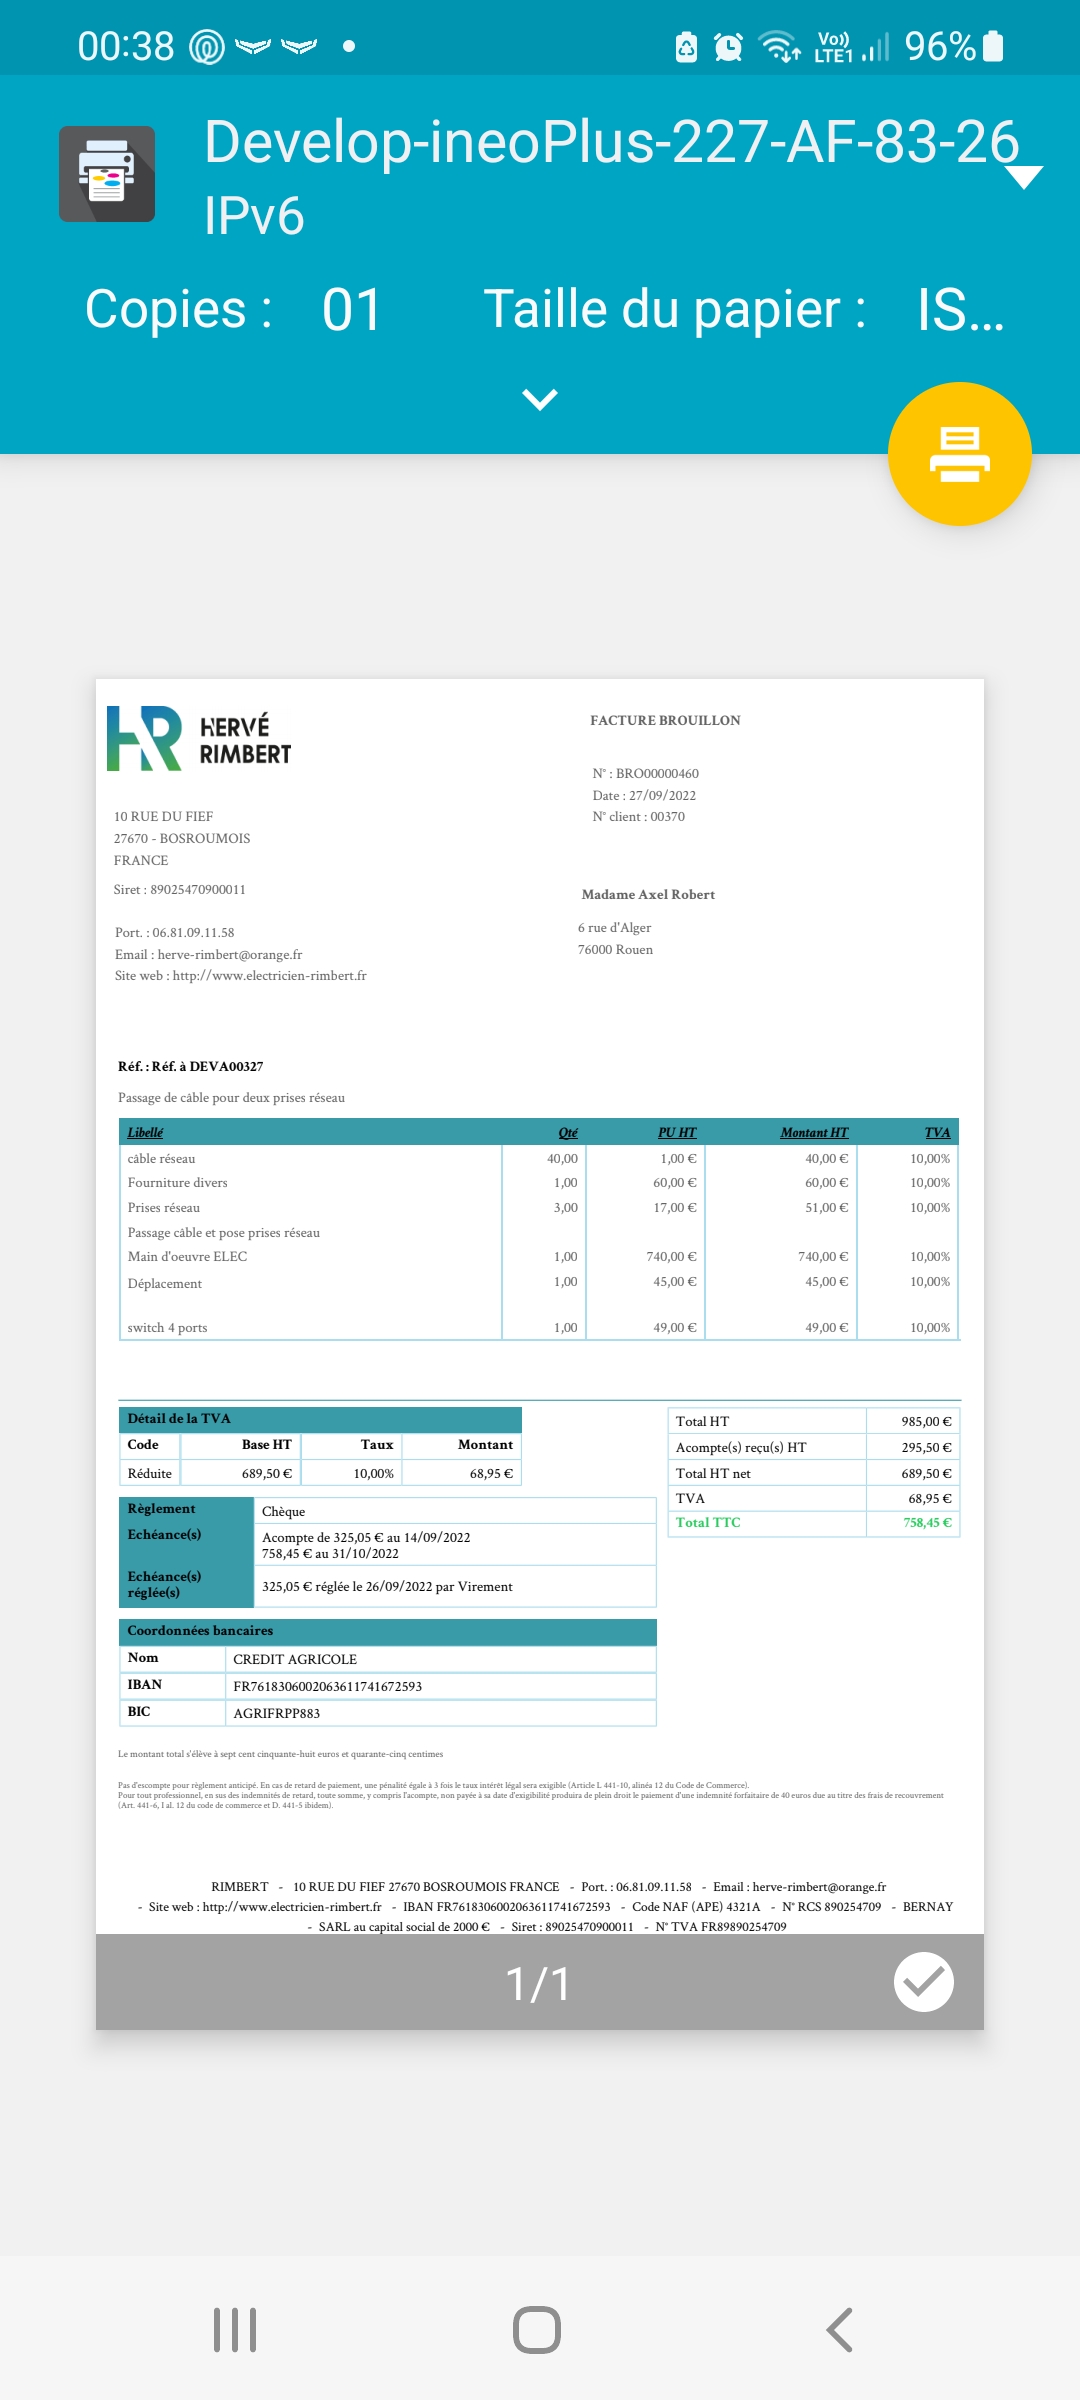 00:38
Vo)) LTE1 96%
Develop-ineoPlus-227-AF-83-26
IPv6
Copies : 01 Taille du papier : IS...
HR HERVÉ RIMBERT
FACTURE BROUILLON
N° : BRO00000460
Date : 27/09/2022
N° client : 00370
10 RUE DU FIEF
27670 - BOSROUMOIS
FRANCE
Siret : 89025470900011
Madame Axel Robert
6 rue d'Alger
76000 Rouen
Port. : 06.81.09.11.58
Email : herve-rimbert@orange.fr
Site web : http://www.electricien-rimbert.fr
Réf. : Réf. à DEVA00327
Passage de câble pour deux prises réseau
Libellé Qté PU HT Montant HT TVA
câble réseau 40,00 1,00 € 40,00 € 10,00%
Fourniture divers 1,00 60,00 € 60,00 € 10,00%
Prises réseau 3,00 17,00 € 51,00 € 10,00%
Passage câble et pose prises réseau
Main d'oeuvre ELEC 1,00 740,00 € 740,00 € 10,00%
Déplacement 1,00 45,00 € 45,00 € 10,00%
switch 4 ports 1,00 49,00 € 49,00 € 10,00%
Détail de la TVA
Code Base HT Taux Montant
Réduite 689,50 € 10,00% 68,95 €
Total HT 985,00 €
Acompte(s) reçu(s) HT 295,50 €
Total HT net 689,50 €
TVA 68,95 €
Total TTC 758,45 €
Règlement Chèque
Echéance(s) Acompte de 325,05 € au 14/09/2022
758,45 € au 31/10/2022
Echéance(s) réglée(s) 325,05 € réglée le 26/09/2022 par Virement
Coordonnées bancaires
Nom CREDIT AGRICOLE
IBAN FR7618306002063611741672593
BIC AGRIFRPP883
Le montant total s'élève à sept cent cinquante-huit euros et quarante-cinq centimes
Pas d'escompte pour règlement anticipé. En cas de retard de paiement, une pénalité égale à 3 fois le taux intérêt légal sera exigible (Article L 441-10, alinéa 12 du Code de Commerce).
Pour tout professionnel, en sus des indemnités de retard, toute somme, y compris l'acompte, non payée à sa date d'exigibilité produira de plein droit le paiement d'une indemnité forfaitaire de 40 euros due au titre des frais de recouvrement
(Art. 441-6, I al. 12 du code de commerce et D. 441-5 ibidem).
RIMBERT - 10 RUE DU FIEF 27670 BOSROUMOIS FRANCE - Port. : 06.81.09.11.58 - Email : herve-rimbert@orange.fr
- Site web : http://www.electricien-rimbert.fr - IBAN FR7618306002063611741672593 - Code NAF (APE) 4321A - N° RCS 890254709 - BERNAY
- SARL au capital social de 2000 € - Siret : 89025470900011 - N° TVA FR89890254709
1/1